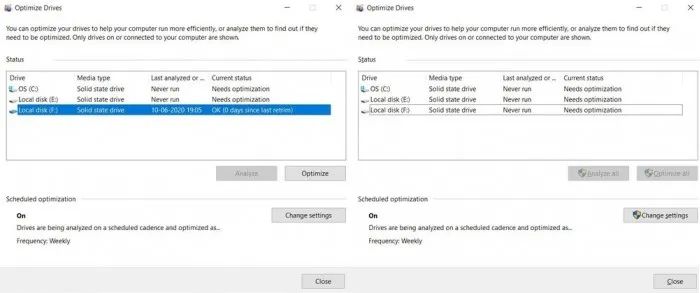 Optimize Drives
You can optimize your drives to help your computer run more efficiently, or analyze them to find out if they
need to be optimized. Only drives on or connected to your computer are shown.
Status
Drive Media type Last analyzed or ... Current status
OS (C:) Solid state drive Never run Needs optimization
Local disk (E:) Solid state drive Never run Needs optimization
Local disk (F:) Solid state drive 10-06-2020 19:05 OK (0 days since last retrim)
Analyze Optimize
Scheduled optimization
On Change settings
Drives are being analyzed on a scheduled cadence and optimized as...
Frequency: Weekly
Close
Optimize Drives
You can optimize your drives to help your computer run more efficiently, or analyze them to find out if they
need to be optimized. Only drives on or connected to your computer are shown.
Status
Drive Media type Last analyzed or ... Current status
OS (C:) Solid state drive Never run Needs optimization
Local disk (E:) Solid state drive Never run Needs optimization
Local disk (F:) Solid state drive Never run Needs optimization
Analyze all Optimize all
Scheduled optimization
On Change settings
Drives are being analyzed on a scheduled cadence and optimized as...
Frequency: Weekly
Close